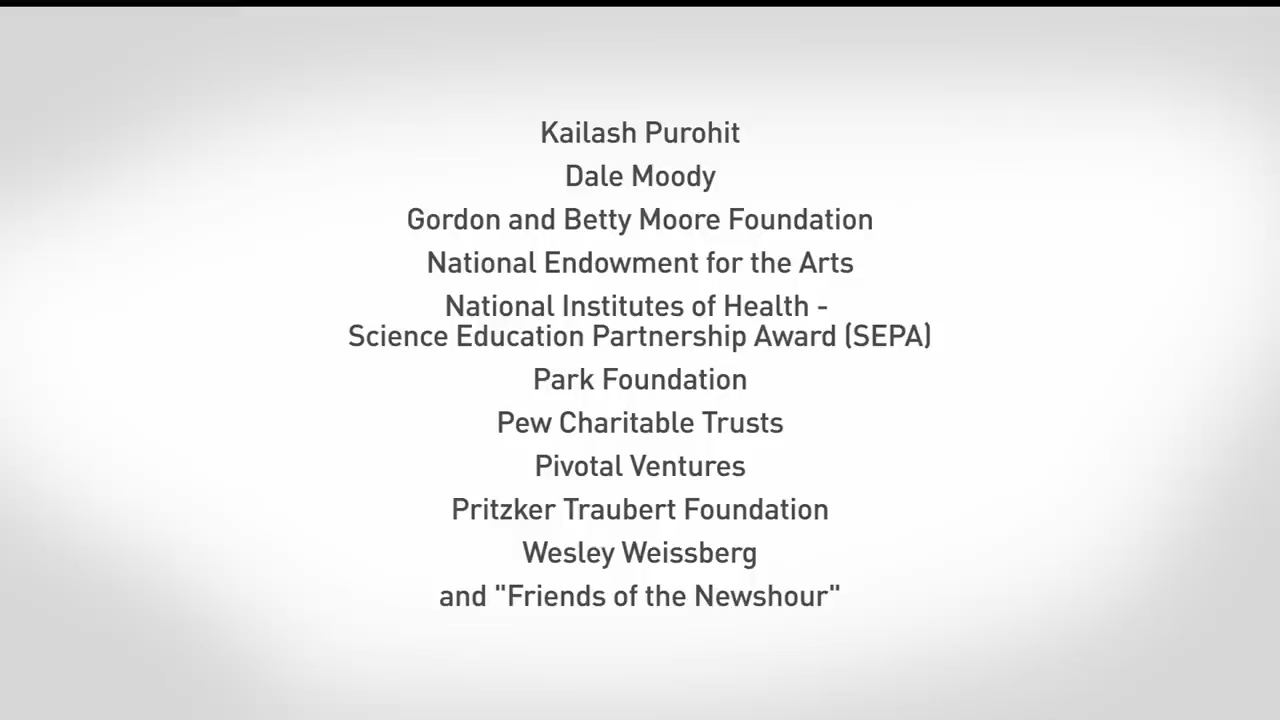 Kailash Purohit
Dale Moody
Gordon and Betty Moore Foundation
National Endowment for the Arts
National Institutes of Health -
Science Education Partnership Award (SEPA)
Park Foundation
Pew Charitable Trusts
Pivotal Ventures
Pritzker Traubert Foundation
Wesley Weissberg
and "Friends of the Newshour"